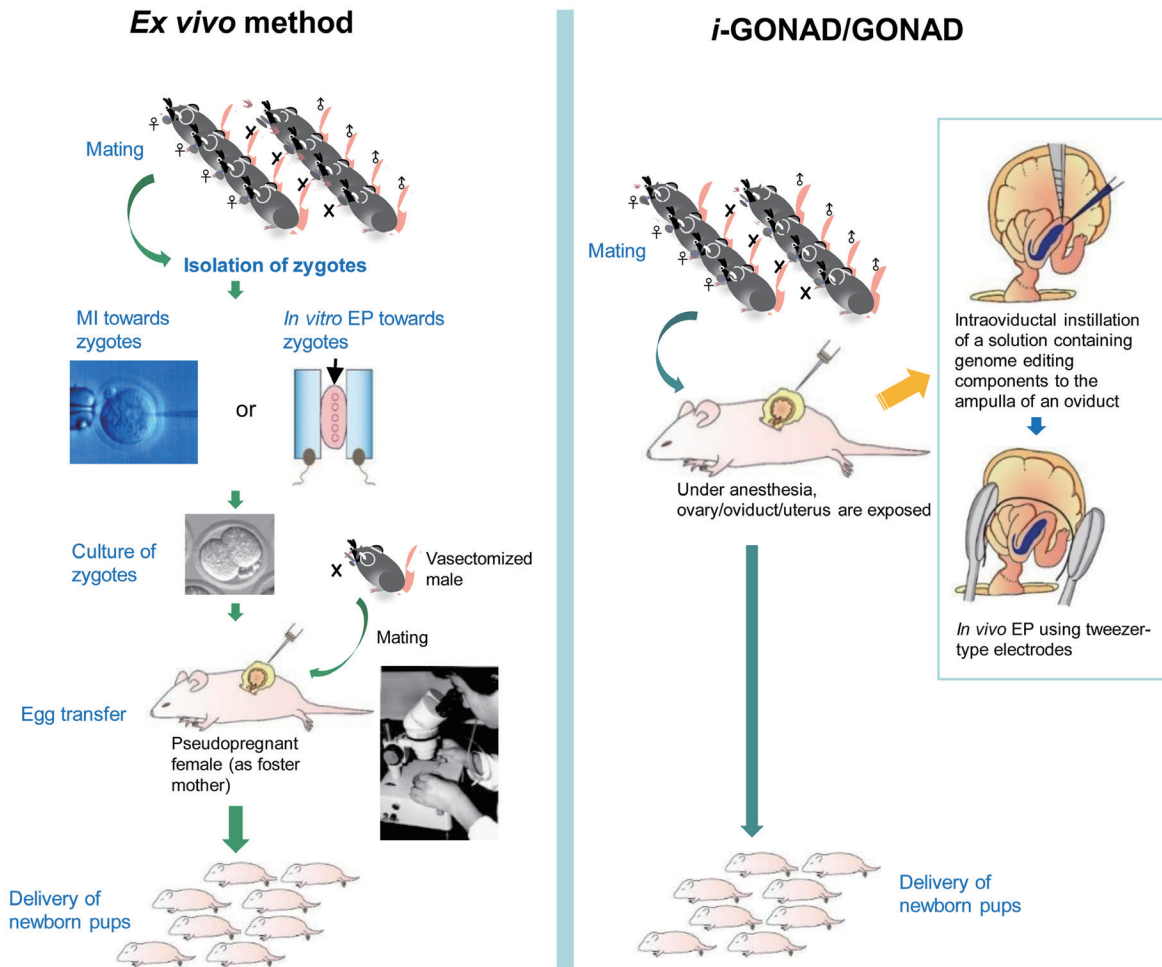 Ex vivo method
Mating
♀
♀
♀
♀
♂
♂
♂
♂
x
x
x
x
Isolation of zygotes
MI towards
zygotes
or
In vitro EP towards
zygotes
Culture of
zygotes
x
Vasectomized
male
Mating
Egg transfer
Pseudopregnant
female (as foster
mother)
Delivery of
newborn pups
i-GONAD/GONAD
Mating
♀
♀
♀
♀
♂
♂
♂
♂
x
x
x
x
Under anesthesia,
ovary/oviduct/uterus are exposed
Intraoviductal instillation
of a solution containing
genome editing
components to the
ampulla of an oviduct
In vivo EP using tweezer-
type electrodes
Delivery of
newborn pups